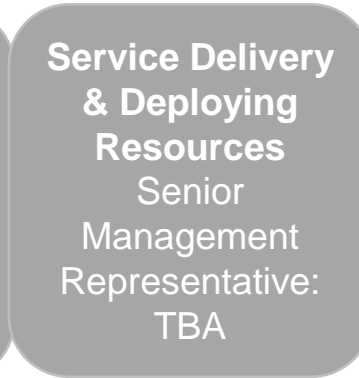 Service Delivery
& Deploying
Resources
Senior
Management
Representative:
TBA